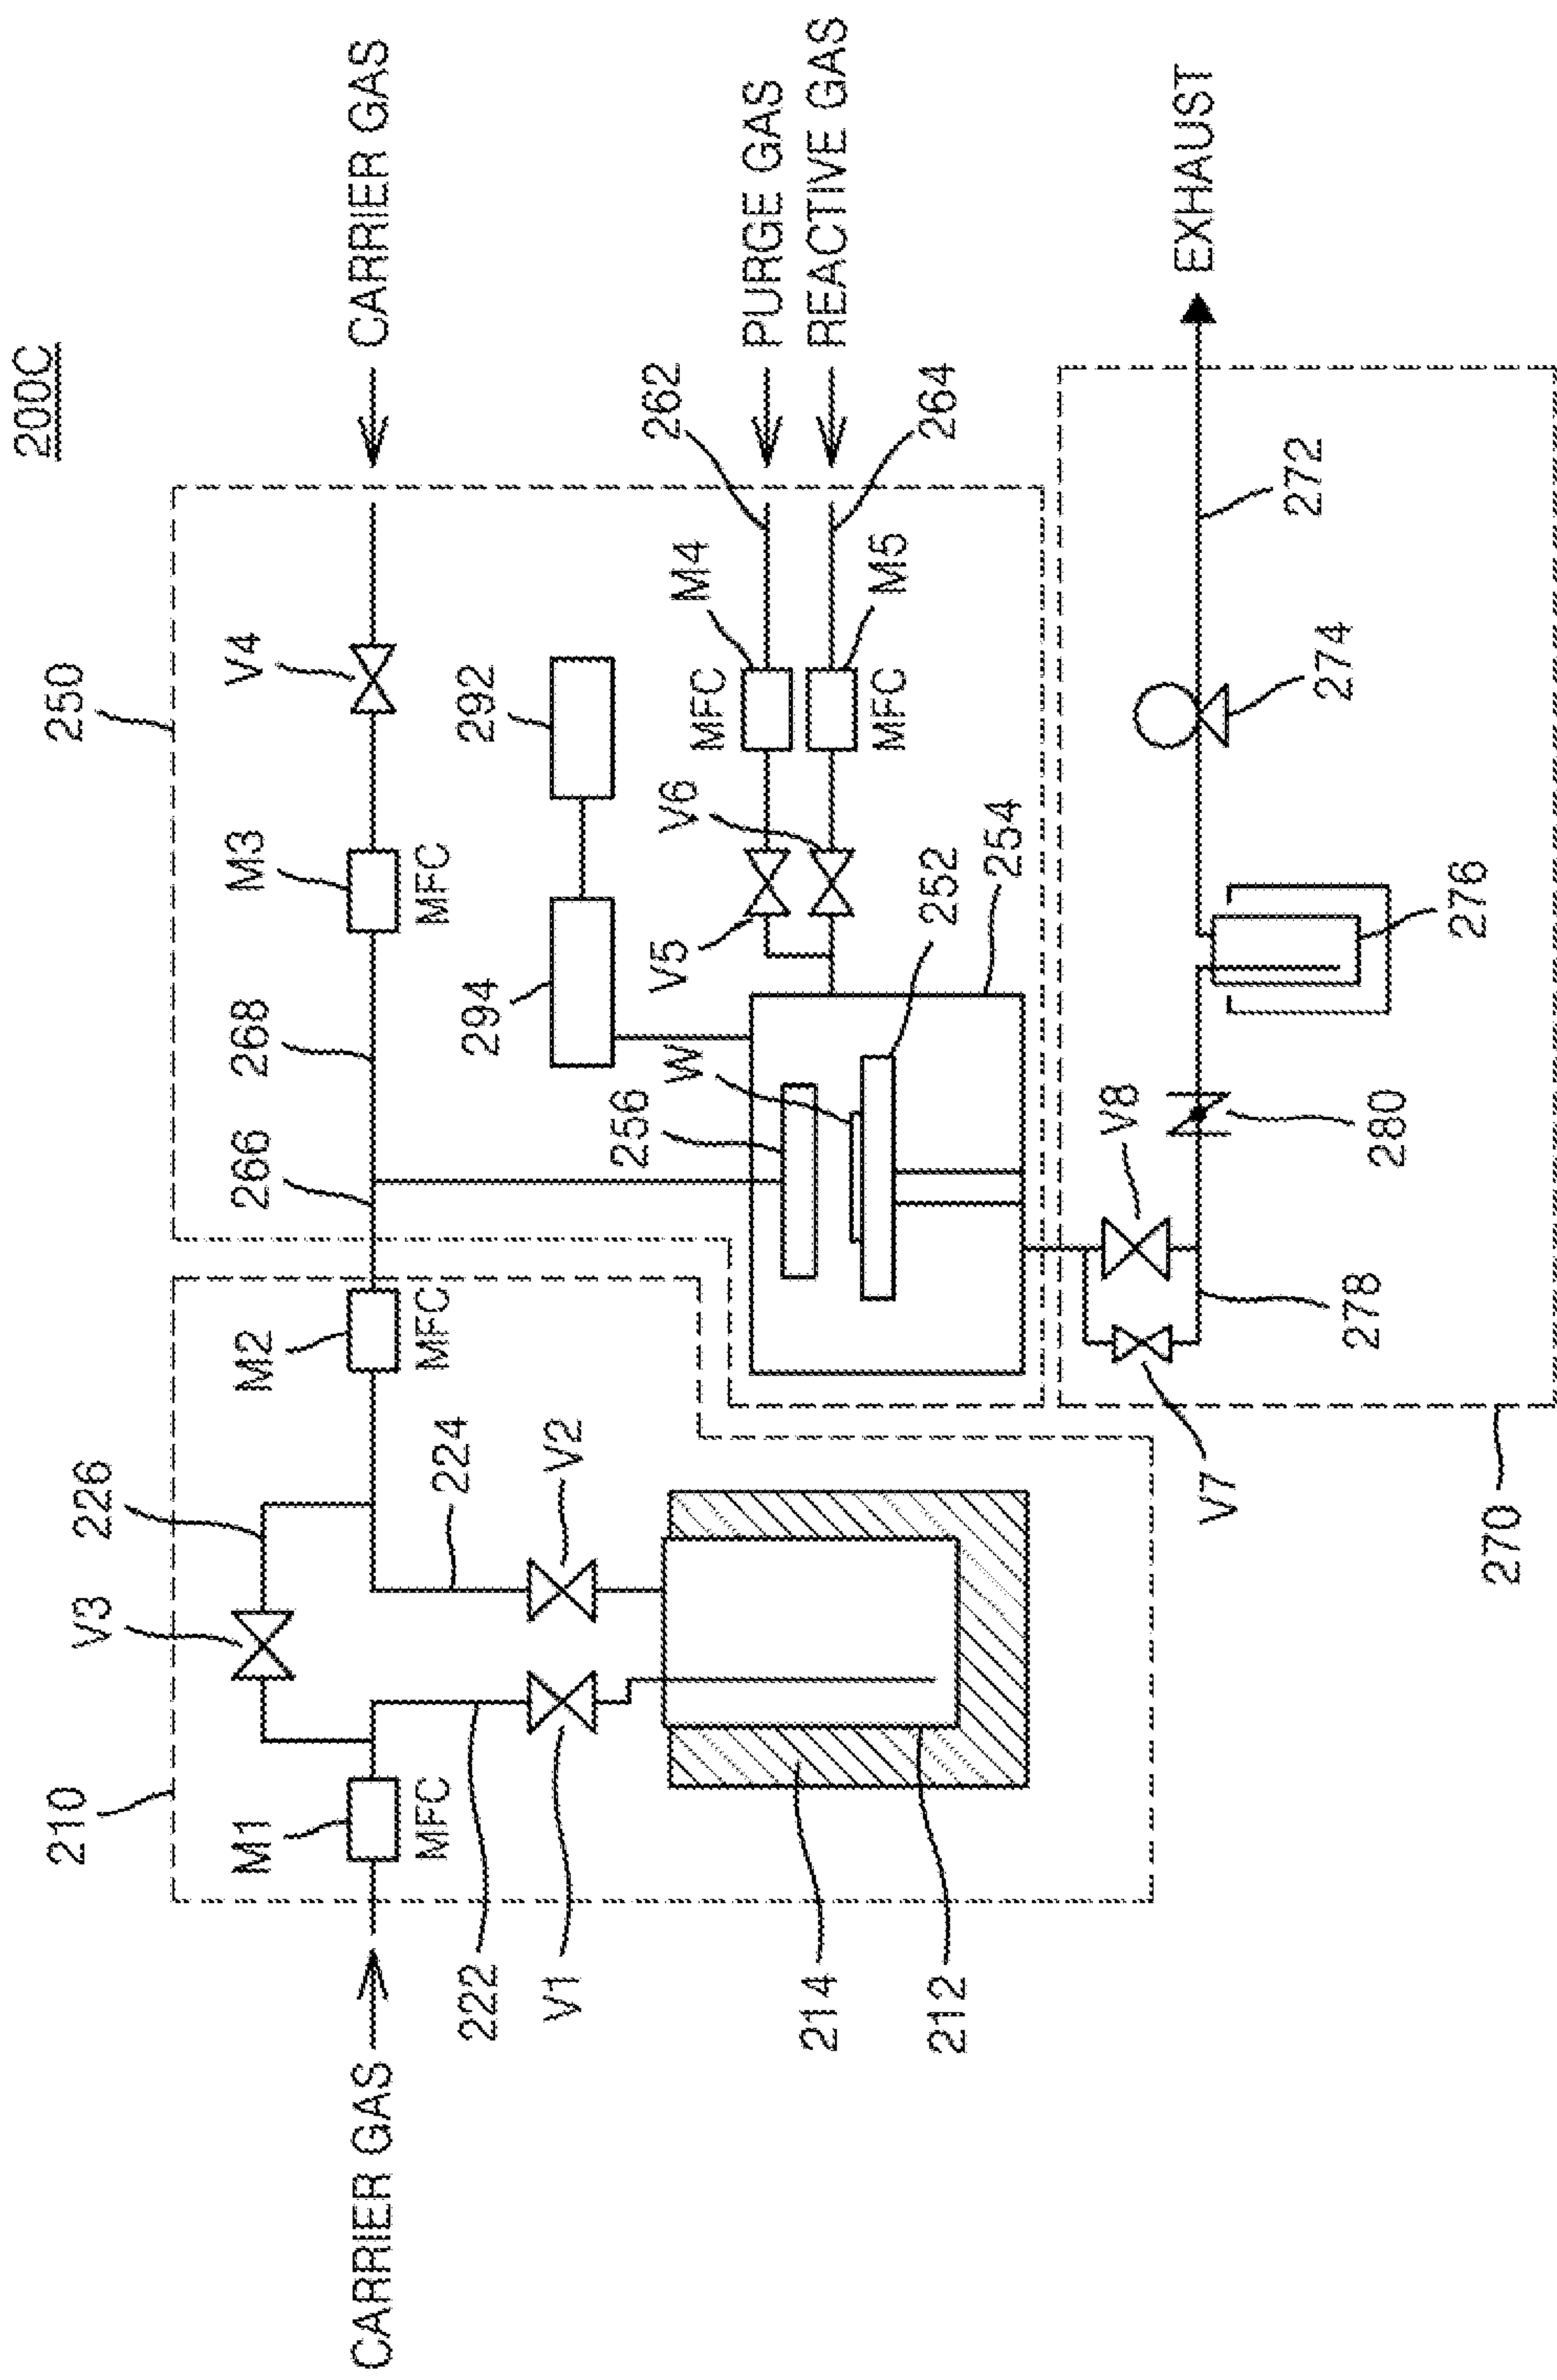 200C
250
V4
CARRIER GAS
M3
MFC
268
266
M2
MFC
226
V3
210
M1
MFC
CARRIER GAS
224
222
V2
V1
214
212
292
294
256
W
262
M4
MFC
PURGE GAS
REACTIVE GAS
264
M5
MFC
V6
V5
252
254
EXHAUST
272
274
276
280
V8
278
V7
270